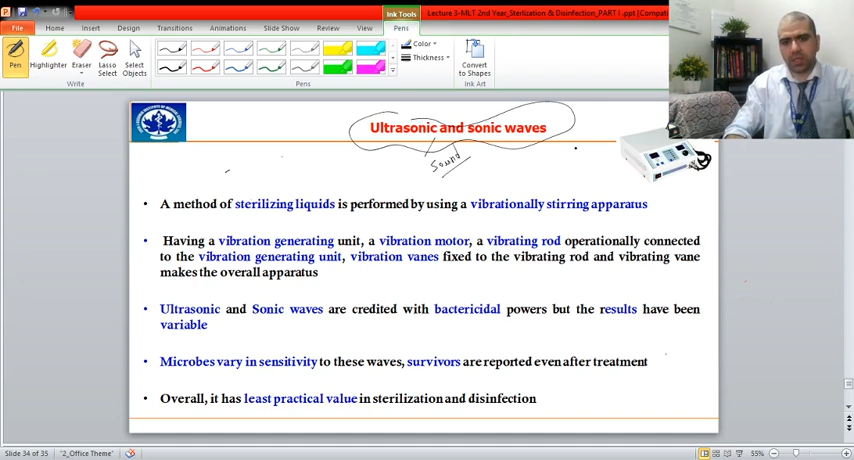 Ink Tools
Lecture 3-MLT 2nd Year_Sterlization & Disinfection_PART I .ppt [Compati
File Home Insert Design Transitions Animations Slide Show Review View Pens
Pen Highlighter Eraser Lasso Select Select Objects
Color
Thickness
Convert to Shapes
Write Pens Ink Art
Ultrasonic and sonic waves
Sound
• A method of sterilizing liquids is performed by using a vibrationally stirring apparatus
• Having a vibration generating unit, a vibration motor, a vibrating rod operationally connected
to the vibration generating unit, vibration vanes fixed to the vibrating rod and vibrating vane
makes the overall apparatus
• Ultrasonic and Sonic waves are credited with bactericidal powers but the results have been
variable
• Microbes vary in sensitivity to these waves, survivors are reported even after treatment
• Overall, it has least practical value in sterilization and disinfection
Slide 34 of 35 "2_Office Theme" 55%